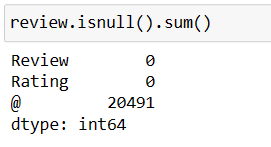 review.isnull().sum()
Review 0
Rating 0
@ 20491
dtype: int64